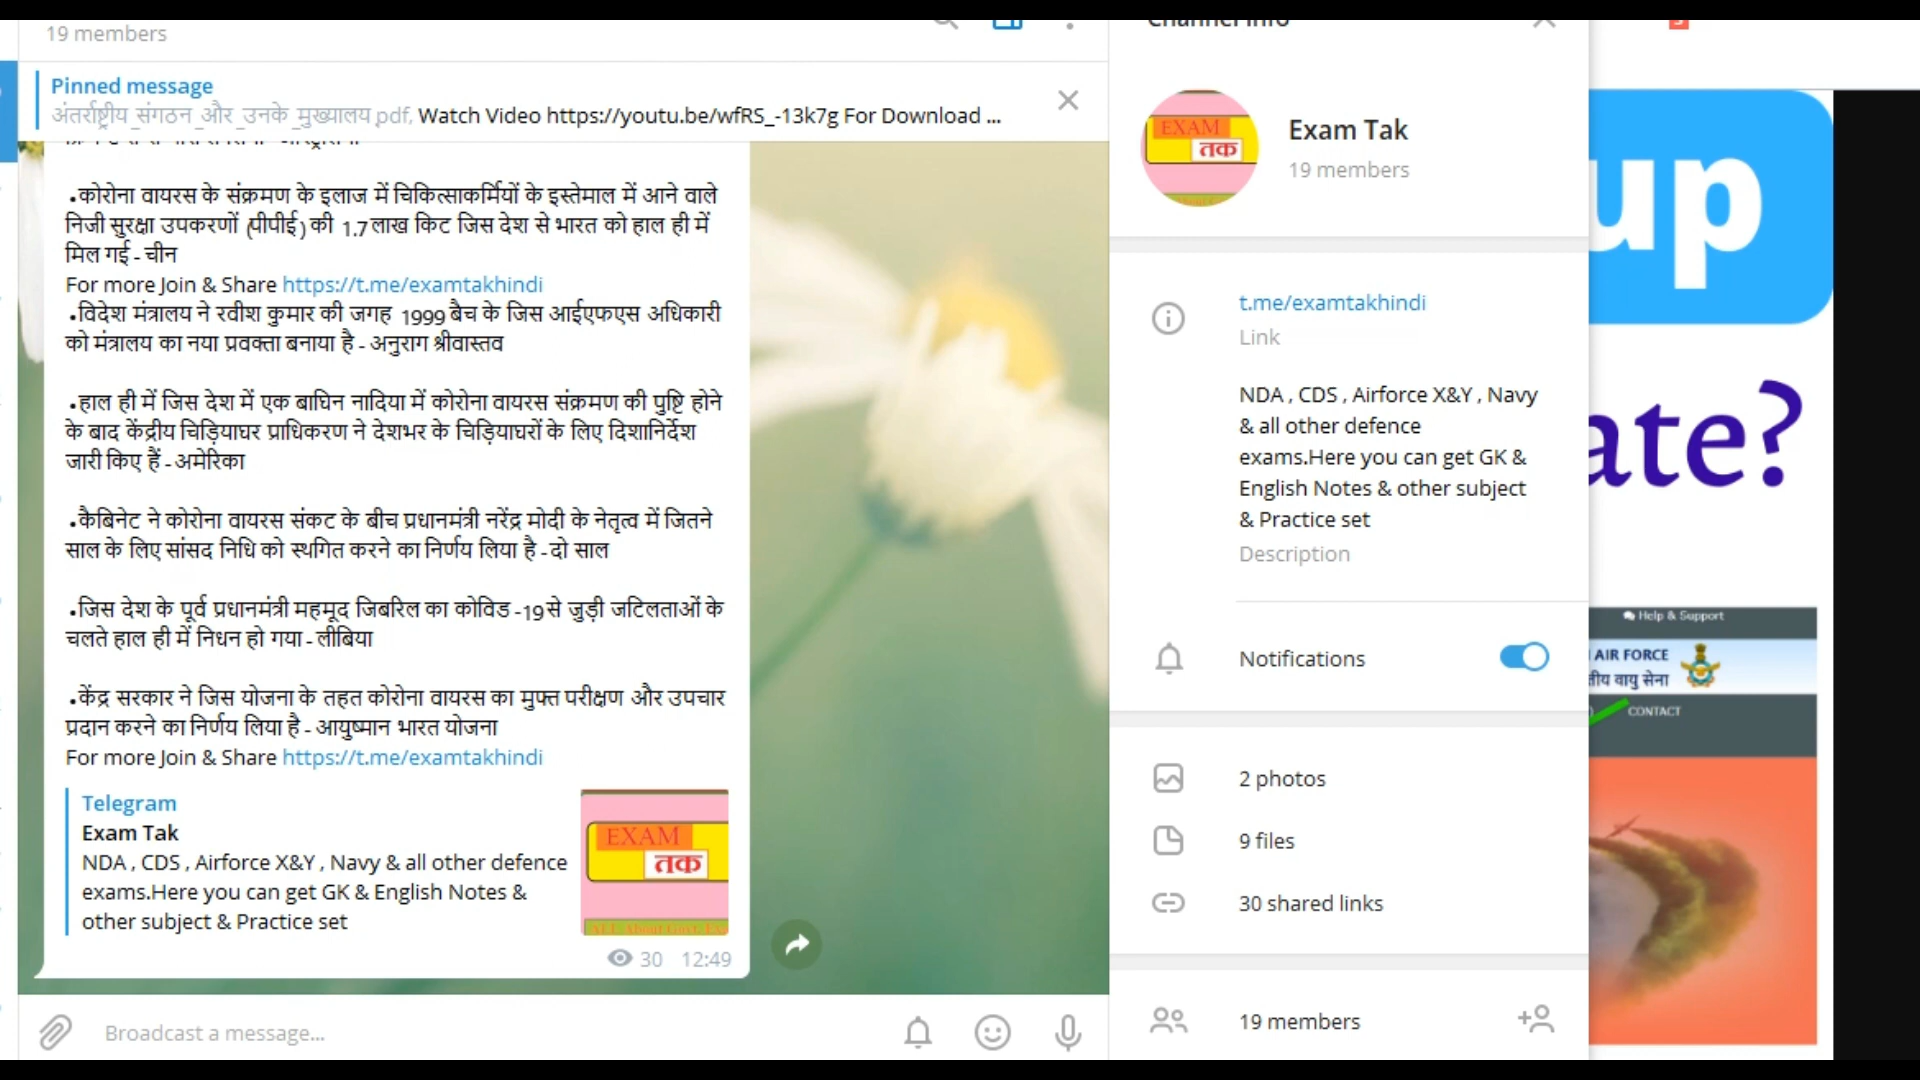 19 members
Pinned message
अंतर्राष्ट्रीय_संगठन_और_उनके_मुख्यालय.pdf, Watch Video https://youtu.be/wfRS_-13k7g For Download ...
•कोरोना वायरस के संक्रमण के इलाज में चिकित्साकर्मियों के इस्तेमाल में आने वाले
निजी सुरक्षा उपकरणों (पीपीई) की 1.7 लाख किट जिस देश से भारत को हाल ही में
मिल गई - चीन
For more Join & Share https://t.me/examtakhindi
•विदेश मंत्रालय ने रवीश कुमार की जगह 1999 बैच के जिस आईएफएस अधिकारी
को मंत्रालय का नया प्रवक्ता बनाया है - अनुराग श्रीवास्तव
•हाल ही में जिस देश में एक बाघिन नादिया में कोरोना वायरस संक्रमण की पुष्टि होने
के बाद केंद्रीय चिड़ियाघर प्राधिकरण ने देशभर के चिड़ियाघरों के लिए दिशानिर्देश
जारी किए हैं - अमेरिका
•कैबिनेट ने कोरोना वायरस संकट के बीच प्रधानमंत्री नरेंद्र मोदी के नेतृत्व में जितने
साल के लिए सांसद निधि को स्थगित करने का निर्णय लिया है -दो साल
•जिस देश के पूर्व प्रधानमंत्री महमूद जिबरिल का कोविड -19 से जुड़ी जटिलताओं के
चलते हाल ही में निधन हो गया - लीबिया
•केंद्र सरकार ने जिस योजना के तहत कोरोना वायरस का मुफ्त परीक्षण और उपचार
प्रदान करने का निर्णय लिया है - आयुष्मान भारत योजना
For more Join & Share https://t.me/examtakhindi
Telegram
Exam Tak
NDA , CDS , Airforce X&Y , Navy & all other defence
exams.Here you can get GK & English Notes &
other subject & Practice set
EXAM
तक
30 12:49
Broadcast a message...
Channel Info
EXAM
तक
Exam Tak
19 members
t.me/examtakhindi
Link
NDA , CDS , Airforce X&Y , Navy
& all other defence
exams.Here you can get GK &
English Notes & other subject
& Practice set
Description
Notifications
2 photos
9 files
30 shared links
19 members
up
ate?
Help & Support
AIR FORCE
तीय वायु सेना
CONTACT